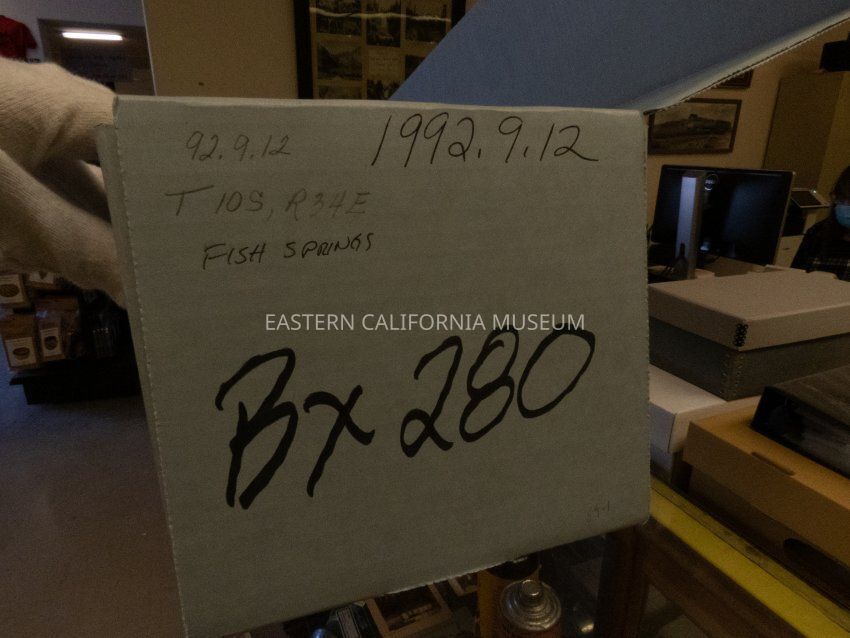 92.9.12
1992.9.12
T 10S, R34E
FISH SPRINGS
EASTERN CALIFORNIA MUSEUM
Bx 280